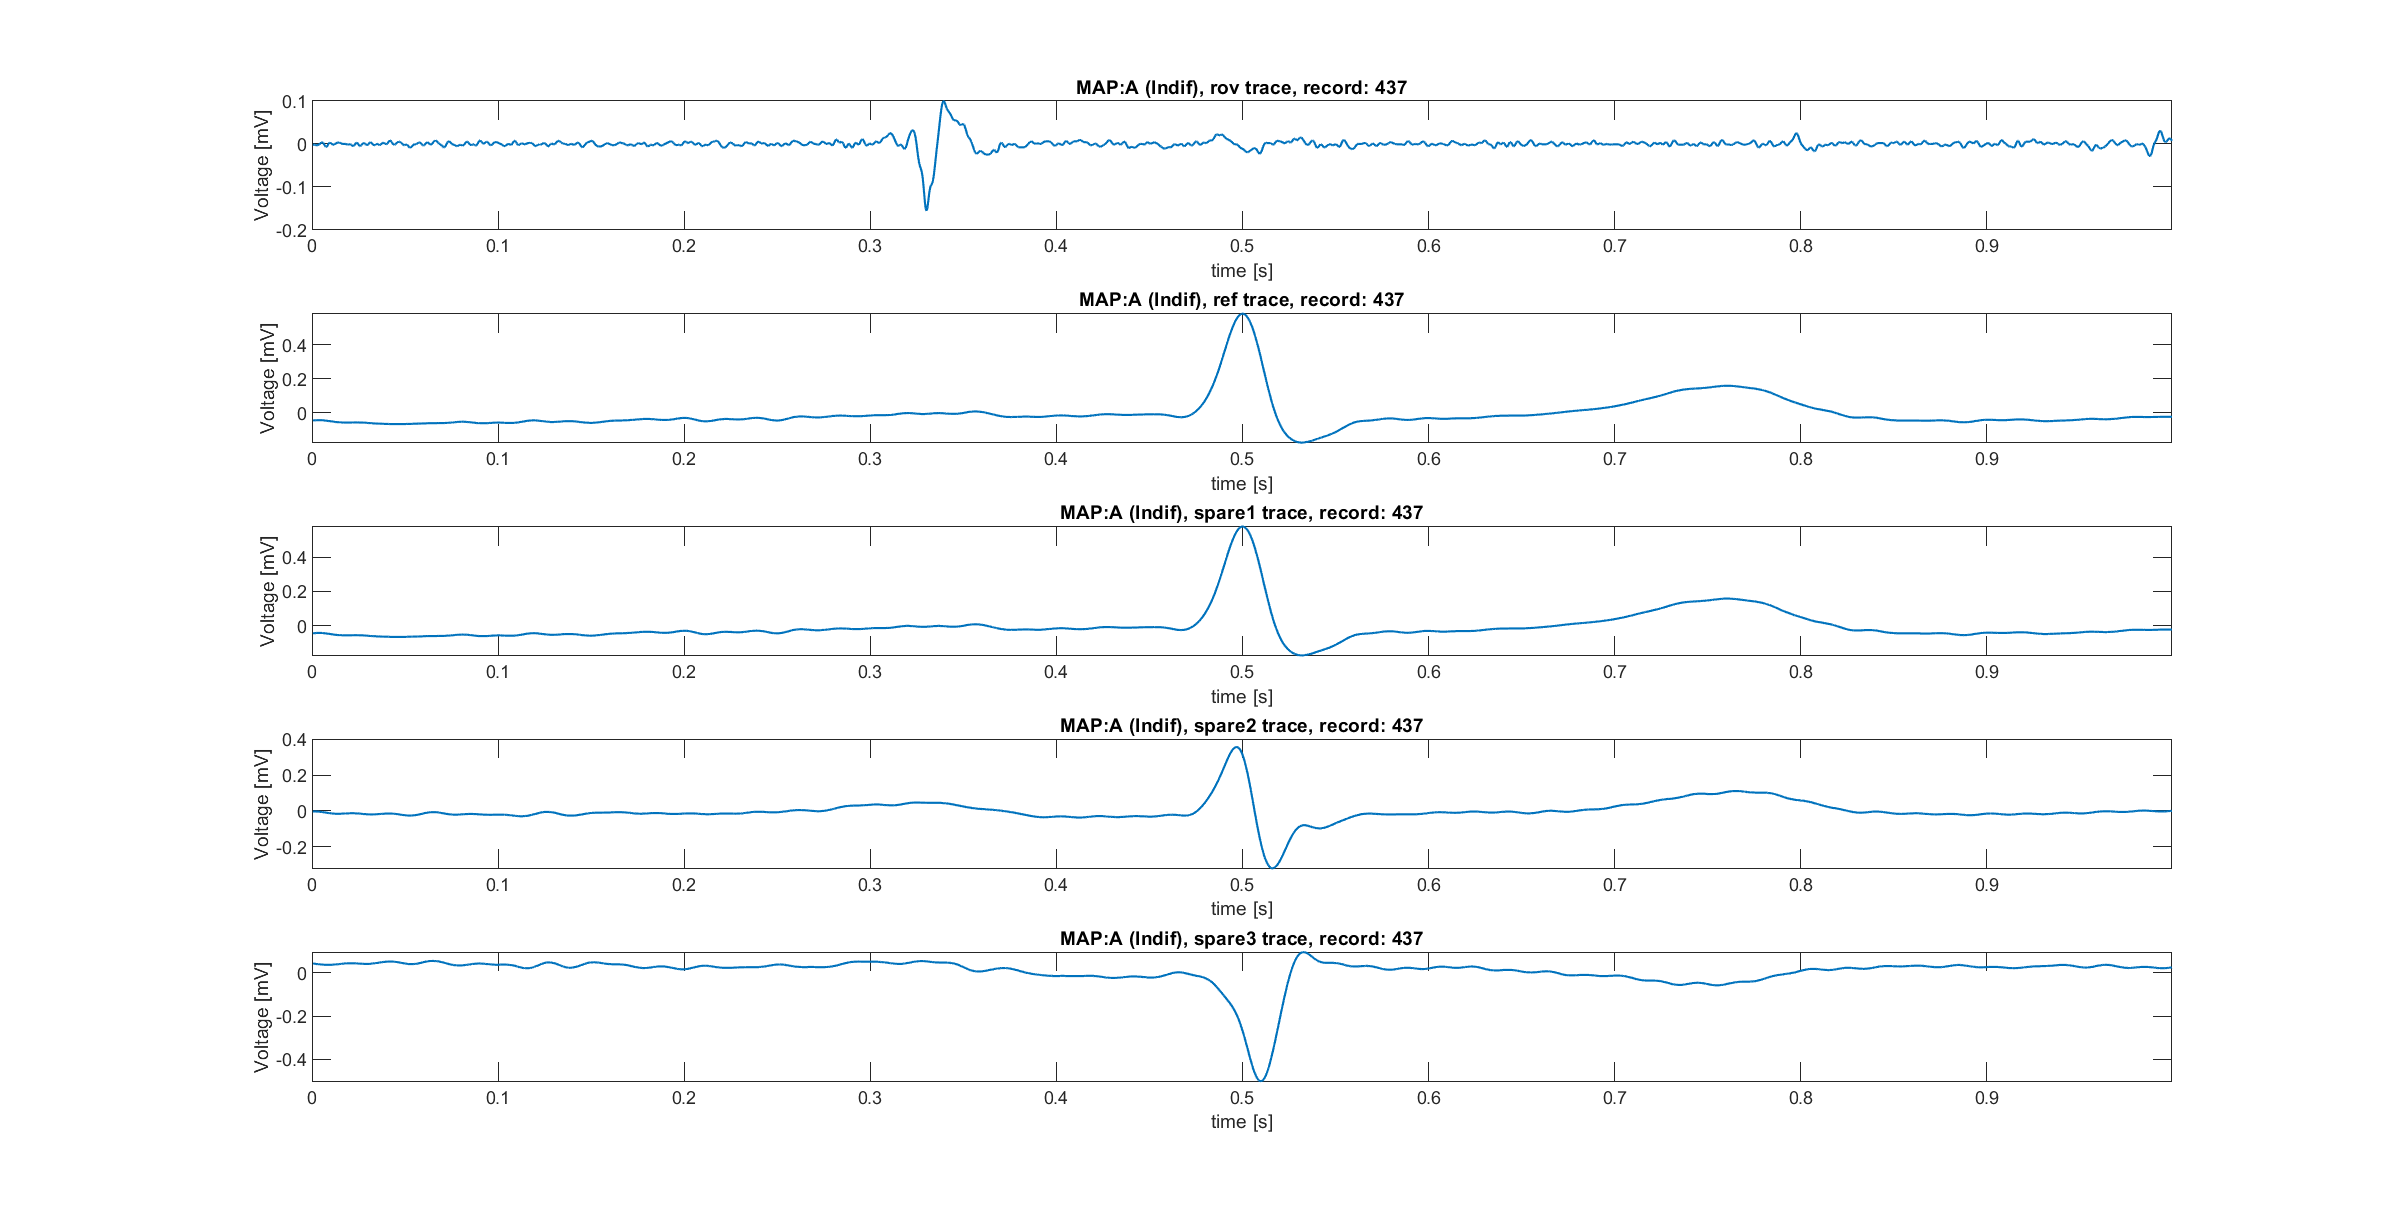 MAP:A (Indif), rov trace, record: 437
Voltage [mV]
0.1
0
-0.1
-0.2
0 0.1 0.2 0.3 0.4 0.5 0.6 0.7 0.8 0.9
time [s]
MAP:A (Indif), ref trace, record: 437
Voltage [mV]
0.4
0.2
0
0 0.1 0.2 0.3 0.4 0.5 0.6 0.7 0.8 0.9
time [s]
MAP:A (Indif), spare1 trace, record: 437
Voltage [mV]
0.4
0.2
0
0 0.1 0.2 0.3 0.4 0.5 0.6 0.7 0.8 0.9
time [s]
MAP:A (Indif), spare2 trace, record: 437
Voltage [mV]
0.4
0.2
0
-0.2
0 0.1 0.2 0.3 0.4 0.5 0.6 0.7 0.8 0.9
time [s]
MAP:A (Indif), spare3 trace, record: 437
Voltage [mV]
0
-0.2
-0.4
0 0.1 0.2 0.3 0.4 0.5 0.6 0.7 0.8 0.9
time [s]